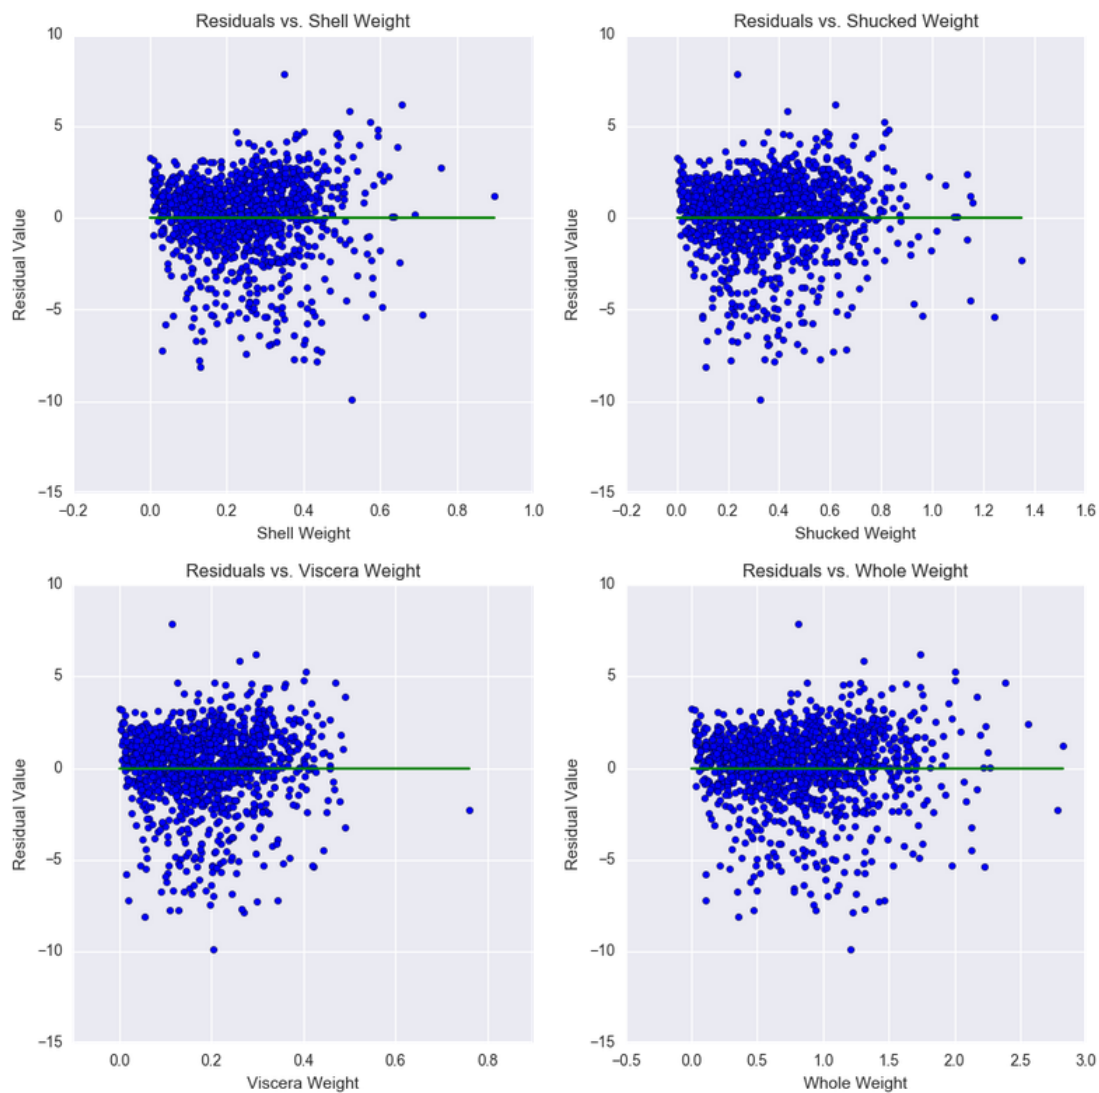 Residuals vs. Shell Weight
10
5
0
−5
−10
−15
−0.2 0.0 0.2 0.4 0.6 0.8 1.0
Shell Weight
Residual Value
Residuals vs. Shucked Weight
10
5
0
−5
−10
−15
−0.2 0.0 0.2 0.4 0.6 0.8 1.0 1.2 1.4 1.6
Shucked Weight
Residual Value
Residuals vs. Viscera Weight
10
5
0
−5
−10
−15
0.0 0.2 0.4 0.6 0.8
Viscera Weight
Residual Value
Residuals vs. Whole Weight
10
5
0
−5
−10
−15
−0.5 0.0 0.5 1.0 1.5 2.0 2.5 3.0
Whole Weight
Residual Value